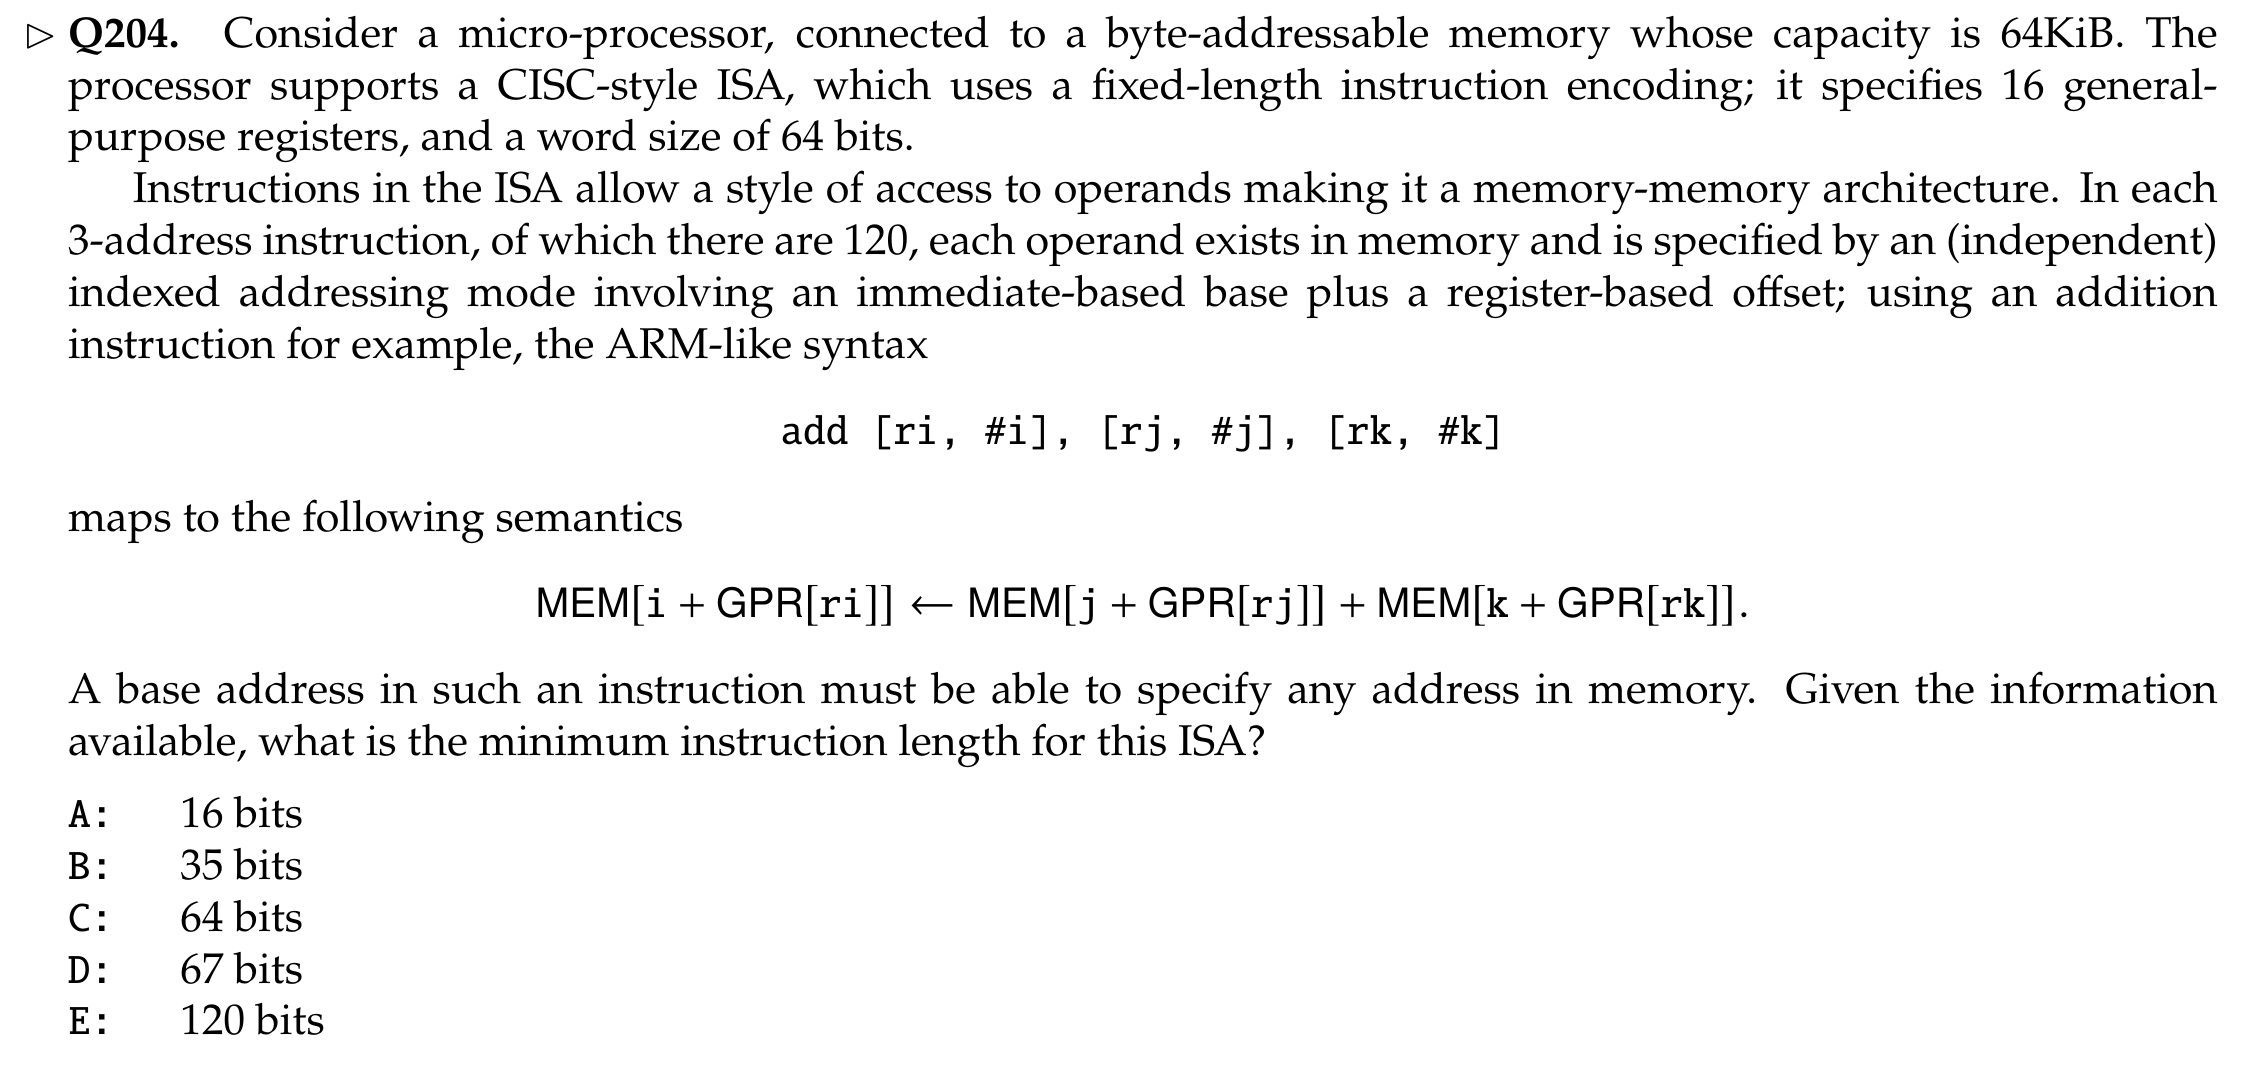 ▷ Q204. Consider a micro-processor, connected to a byte-addressable memory whose capacity is 64KiB. The
processor supports a CISC-style ISA, which uses a fixed-length instruction encoding; it specifies 16 general-
purpose registers, and a word size of 64 bits.
Instructions in the ISA allow a style of access to operands making it a memory-memory architecture. In each
3-address instruction, of which there are 120, each operand exists in memory and is specified by an (independent)
indexed addressing mode involving an immediate-based base plus a register-based offset; using an addition
instruction for example, the ARM-like syntax
add [ri, #i], [rj, #j], [rk, #k]
maps to the following semantics
MEM[i + GPR[ri]] ← MEM[j + GPR[rj]] + MEM[k + GPR[rk]].
A base address in such an instruction must be able to specify any address in memory. Given the information
available, what is the minimum instruction length for this ISA?
A: 16 bits
B: 35 bits
C: 64 bits
D: 67 bits
E: 120 bits